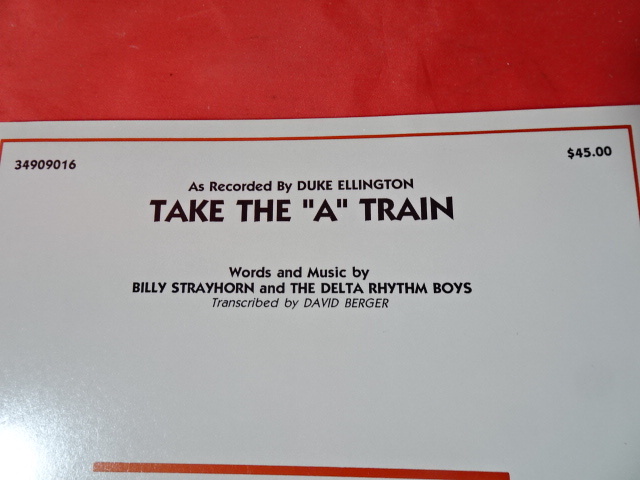 34909016
$45.00
As Recorded By DUKE ELLINGTON
TAKE THE "A" TRAIN
Words and Music by
BILLY STRAYHORN and THE DELTA RHYTHM BOYS
Transcribed by DAVID BERGER